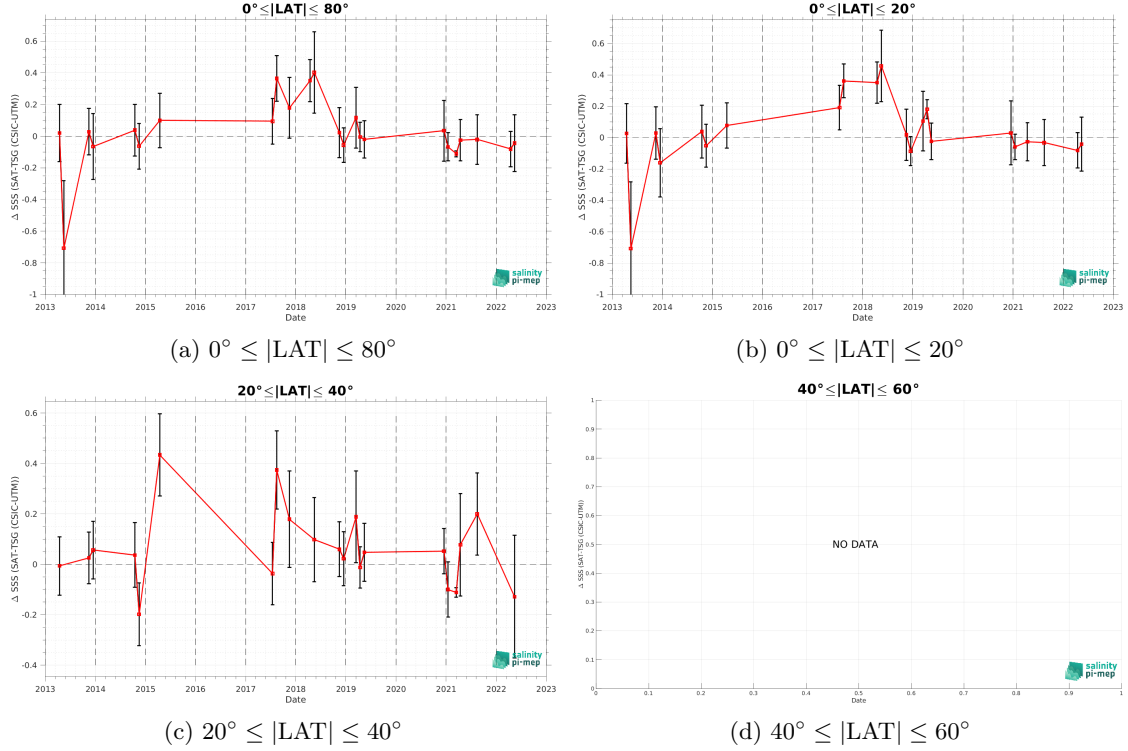 0°≤|LAT|≤ 80°
Δ SSS (SAT-TSG (CSIC-UTM))
0.6
0.4
0.2
0
-0.2
-0.4
-0.6
-0.8
-1
2013 2014 2015 2016 2017 2018 2019 2020 2021 2022 2023
Date
salinity
pi-mep
(a) 0° ≤ |LAT| ≤ 80°
0°≤|LAT|≤ 20°
Δ SSS (SAT-TSG (CSIC-UTM))
0.6
0.4
0.2
0
-0.2
-0.4
-0.6
-0.8
-1
2013 2014 2015 2016 2017 2018 2019 2020 2021 2022 2023
Date
salinity
pi-mep
(b) 0° ≤ |LAT| ≤ 20°
20°≤|LAT|≤ 40°
Δ SSS (SAT-TSG (CSIC-UTM))
0.6
0.4
0.2
0
-0.2
-0.4
2013 2014 2015 2016 2017 2018 2019 2020 2021 2022 2023
Date
salinity
pi-mep
(c) 20° ≤ |LAT| ≤ 40°
40°≤|LAT|≤ 60°
Δ SSS (SAT-TSG (CSIC-UTM))
1
0.9
0.8
0.7
0.6
0.5
0.4
0.3
0.2
0.1
0
NO DATA
0 0.1 0.2 0.3 0.4 0.5 0.6 0.7 0.8 0.9 1
Date
salinity
pi-mep
(d) 40° ≤ |LAT| ≤ 60°